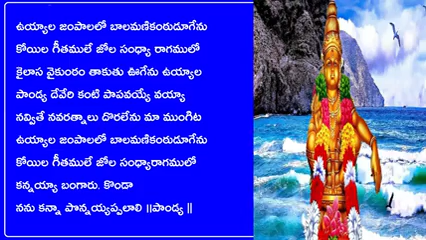 ఉయ్యాల జంపాలలో బాలమణికంఠుడూగేను
కోయిల గీతములే జోల సంధ్యా రాగములో
కైలాస వైకుంఠం తాకుతు ఊగేను ఉయ్యాల
పాండ్య దేవేరి కంటి పాపవయ్యే వయ్యా
నవ్వితే నవరత్నాలు దొరలేను మా ముంగిట
ఉయ్యాల జంపాలలో బాలమణికంఠుడూగేను
కోయిల గీతములే జోల సంధ్యారాగములో
కన్నయ్యా బంగారు. కొండా
నను కన్నా పొన్నయ్యప్పలాలి ||పాండ్య ||